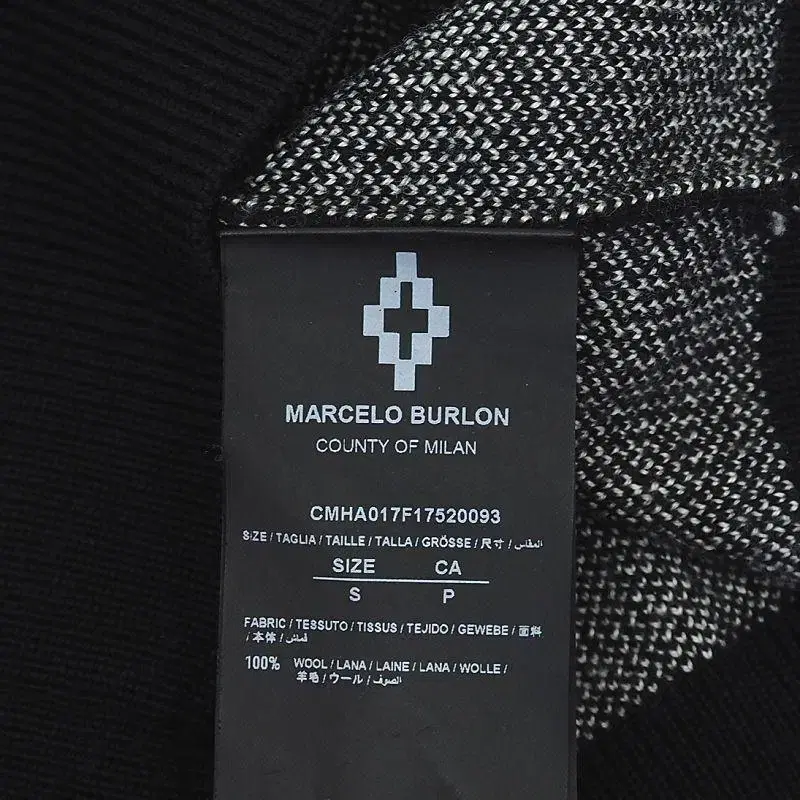 MARCELO BURLON
COUNTY OF MILAN
CMHA017F17520093
SIZE / TAGLIA / TAILLE / TALLA / GRÖSSE / 尺寸 / المقاس
SIZE CA
S P
FABRIC / TESSUTO / TISSUS / TEJIDO / GEWEBE / 面料
/ 本体 / قماش
100% WOOL / LANA / LAINE / LANA / WOLLE /
羊毛 / ウール / الصوف